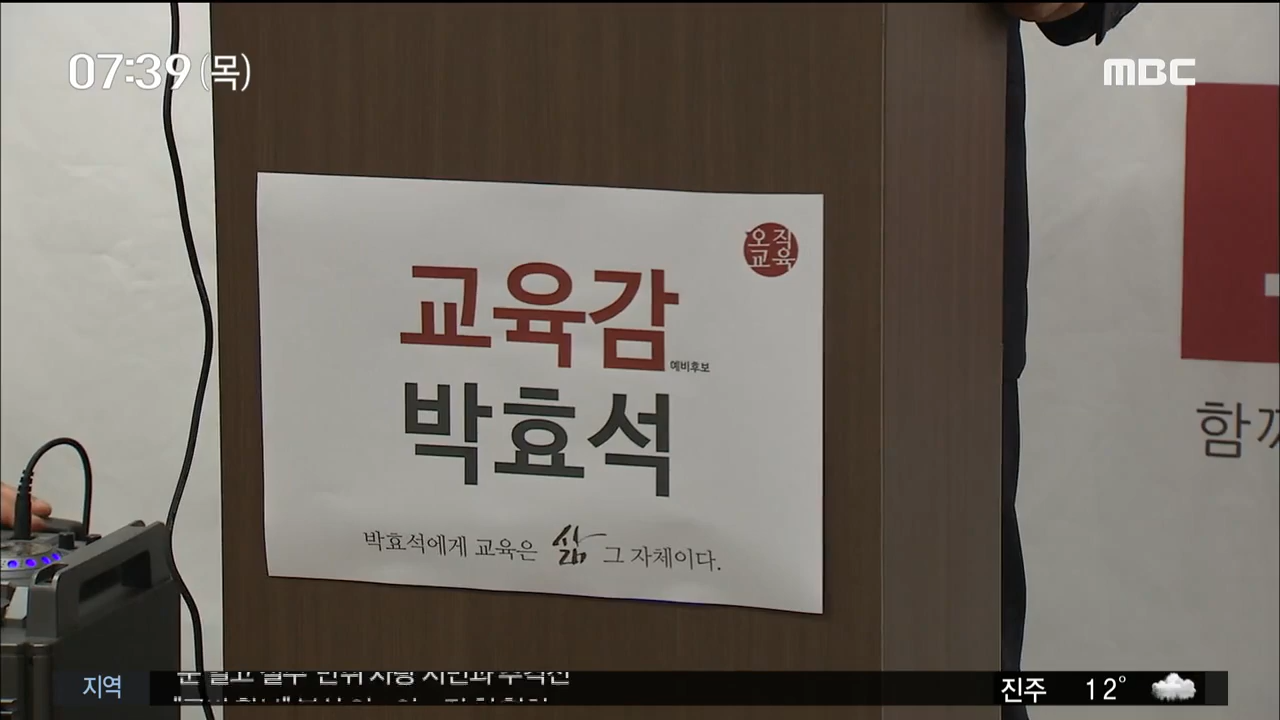 07:39 (목)
MBC
오직
교육
교육감
예비후보
박효석
박효석에게 교육은 삶 그 자체이다.
함께
지역
진주 12°